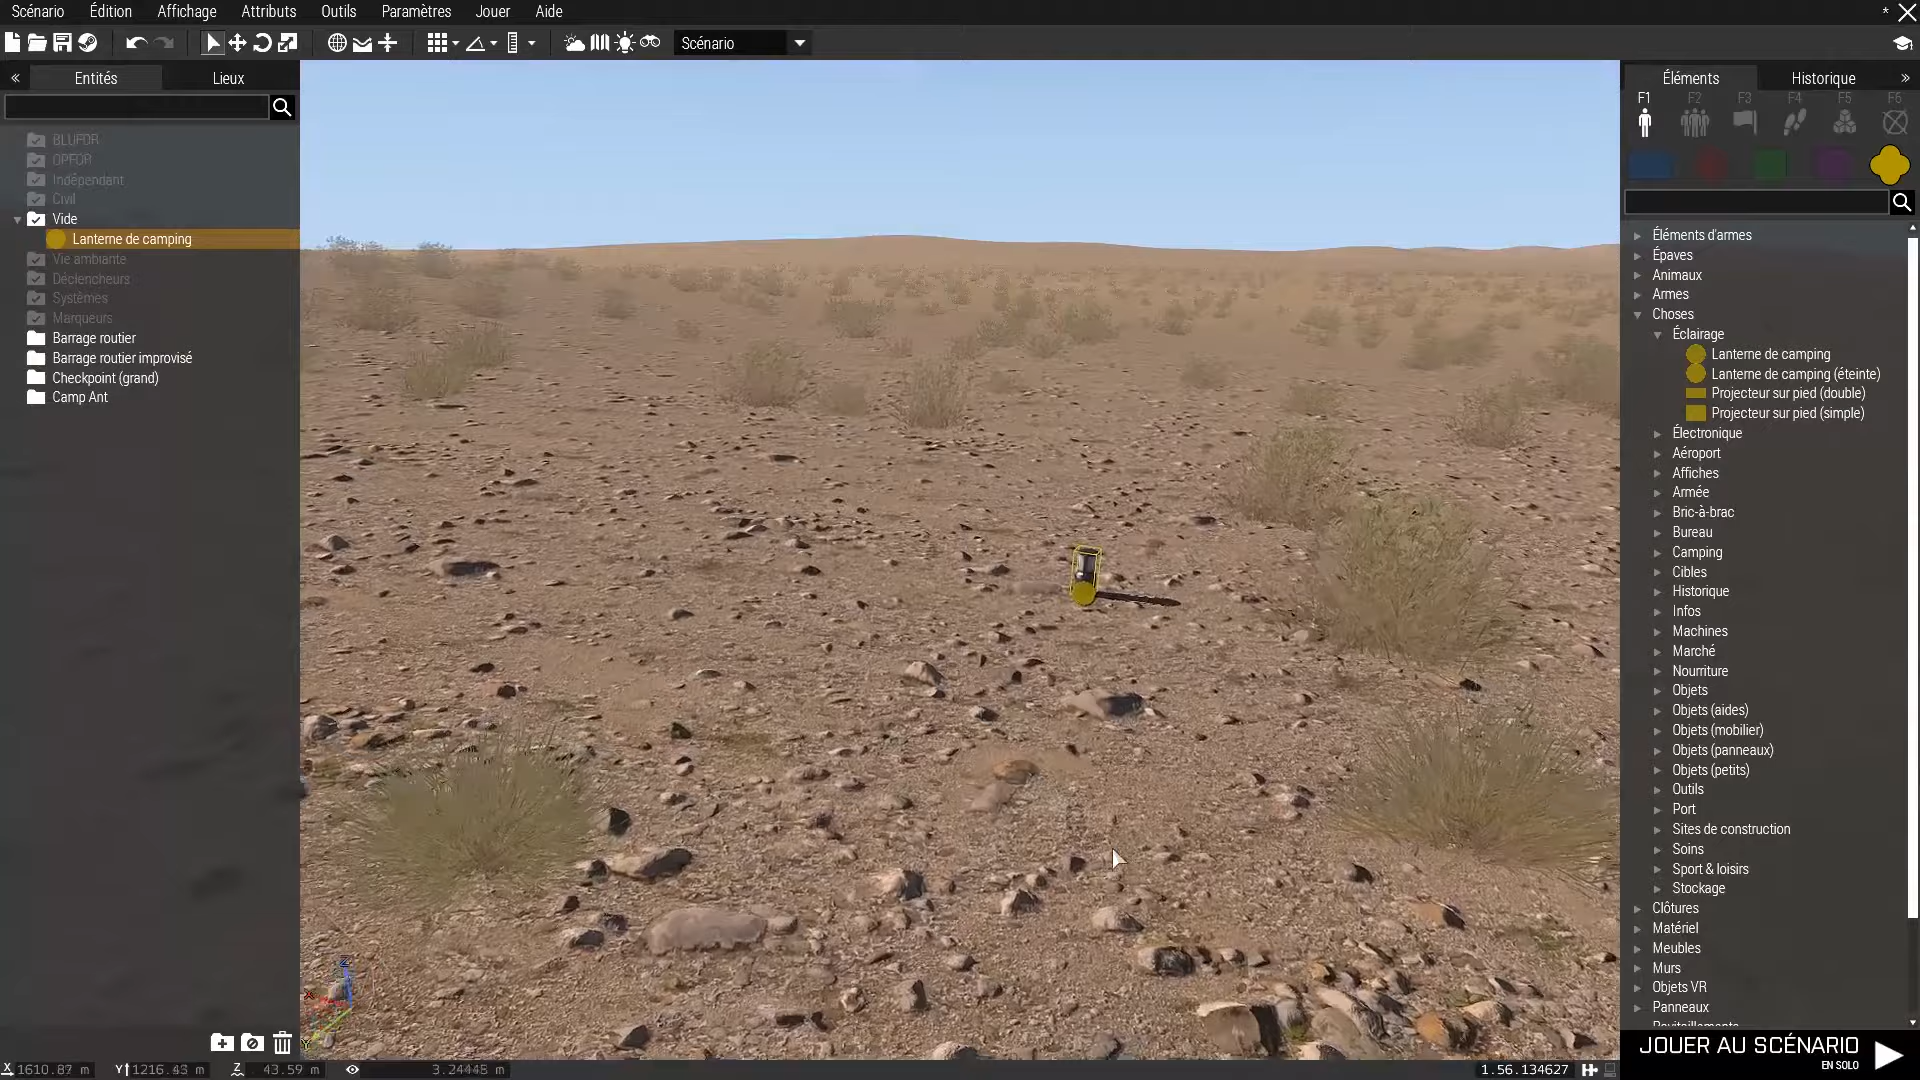 Scénario Édition Affichage Attributs Outils Paramètres Jouer Aide *
Scénario
Entités Lieux
BLUFOR
OPFOR
Indépendant
Civil
Vide
Lanterne de camping
Vie ambiante
Déclencheurs
Systèmes
Marqueurs
Barrage routier
Barrage routier improvisé
Checkpoint (grand)
Camp Ant
Éléments Historique
F1 F2 F3 F4 F5 F6
Éléments d'armes
Épaves
Animaux
Armes
Choses
Éclairage
Lanterne de camping
Lanterne de camping (éteinte)
Projecteur sur pied (double)
Projecteur sur pied (simple)
Électronique
Aéroport
Affiches
Armée
Bric-à-brac
Bureau
Camping
Cibles
Historique
Infos
Machines
Marché
Nourriture
Objets
Objets (aides)
Objets (mobilier)
Objets (panneaux)
Objets (petits)
Outils
Port
Sites de construction
Soins
Sport & loisirs
Stockage
Clôtures
Matériel
Meubles
Murs
Objets VR
Panneaux
JOUER AU SCÉNARIO
EN SOLO
X 1610.87 m Y 1216.43 m Z 43.59 m 3.24448 m 1.56.134627